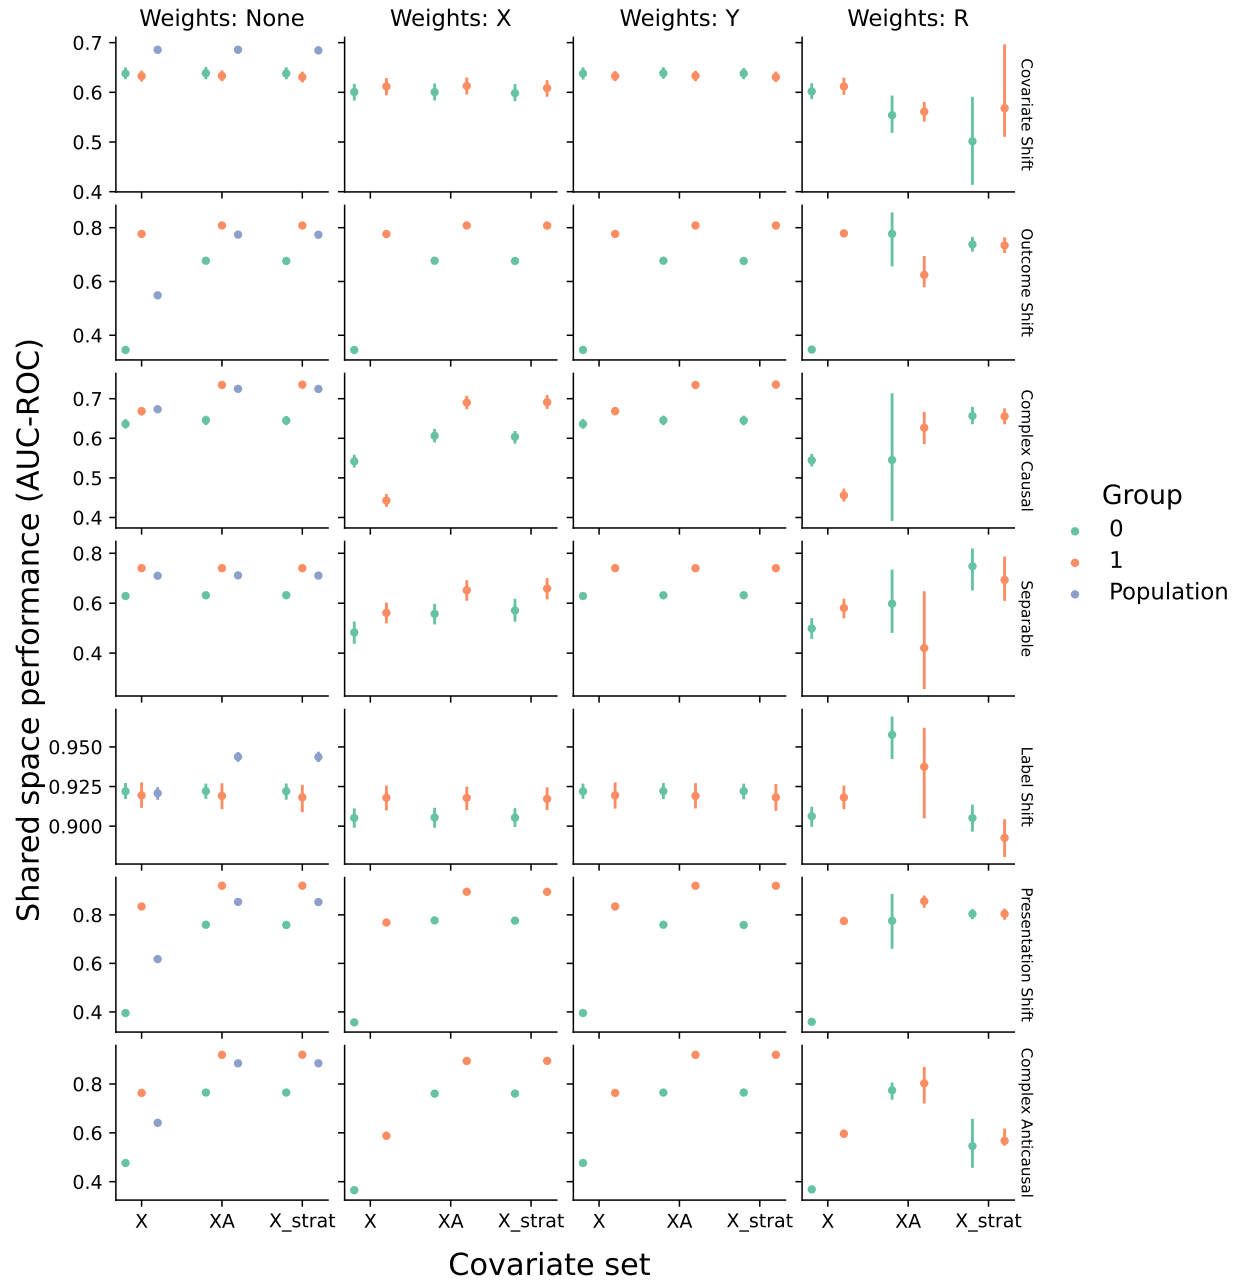 Weights: None
Weights: X
Weights: Y
Weights: R
Shared space performance (AUC-ROC)
0.7
0.6
0.5
0.4
Covariate Shift
0.8
0.6
0.4
Outcome Shift
0.7
0.6
0.5
0.4
Complex Causal
0.8
0.6
0.4
Separable
0.950
0.925
0.900
Label Shift
0.8
0.6
0.4
Presentation Shift
0.8
0.6
0.4
Complex Anticausal
X XA X_strat
X XA X_strat
X XA X_strat
X XA X_strat
Covariate set
Group
0
1
Population